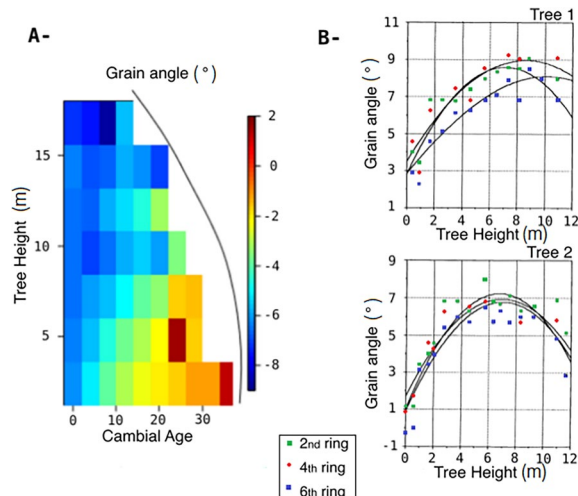 A-
Grain angle (°)
Tree Height (m)
15
10
5
0 10 20 30
Cambial Age
2
0
-2
-4
-6
-8
B-
Tree 1
Grain angle (°)
11
9
7
5
3
1
0 2 4 6 8 10 12
Tree Height (m)
Tree 2
Grain angle (°)
9
7
5
3
1
-1
0 2 4 6 8 10 12
Tree Height (m)
2nd ring
4th ring
6th ring